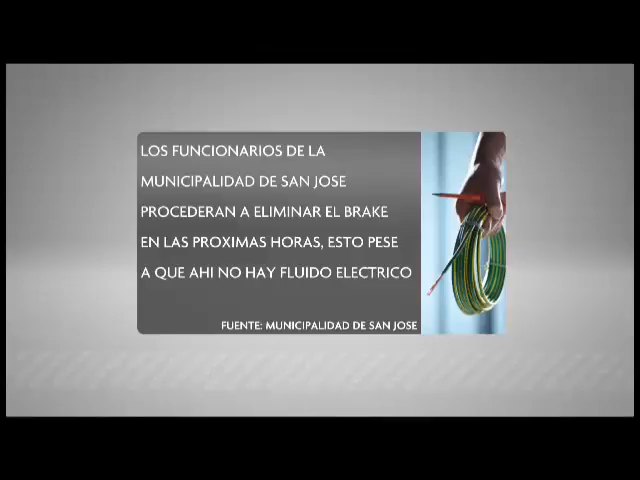 LOS FUNCIONARIOS DE LA
MUNICIPALIDAD DE SAN JOSE
PROCEDERAN A ELIMINAR EL BRAKE
EN LAS PROXIMAS HORAS, ESTO PESE
A QUE AHI NO HAY FLUIDO ELECTRICO
FUENTE: MUNICIPALIDAD DE SAN JOSE